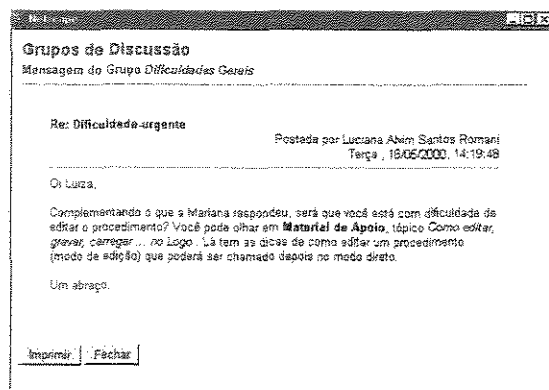 Netscape
Grupos de Discussão
Mensagem do Grupo Dificuldades Gerais
Re: Dificuldade-urgente
Postada por Luciana Alvim Santos Romani
Terça , 16/05/2000, 14:19:48
Oi Luiza,
Complementando o que a Mariana respondeu, será que você está com dificuldade de
editar o procedimento? Você pode olhar em Material de Apoio, tópico Como editar,
gravar, carregar ... no Logo . Lá tem as dicas de como editar um procedimento
(modo de edição) que poderá ser chamado depois no modo direto.
Um abraço.
Imprimir Fechar